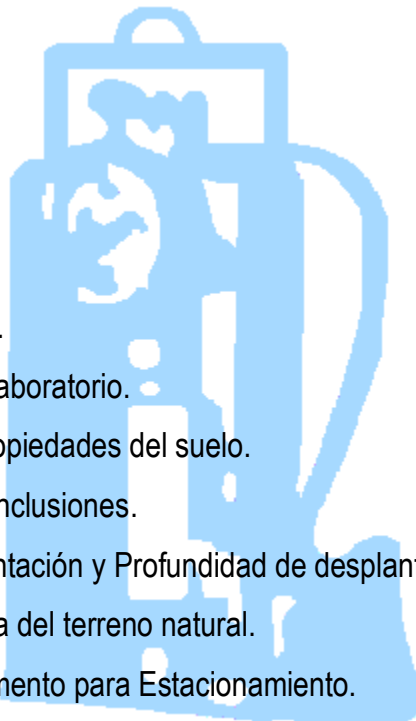 .
aboratorio.
opiedades del suelo.
nclusiones.
ntación y Profundidad de desplant
a del terreno natural.
mento para Estacionamiento.